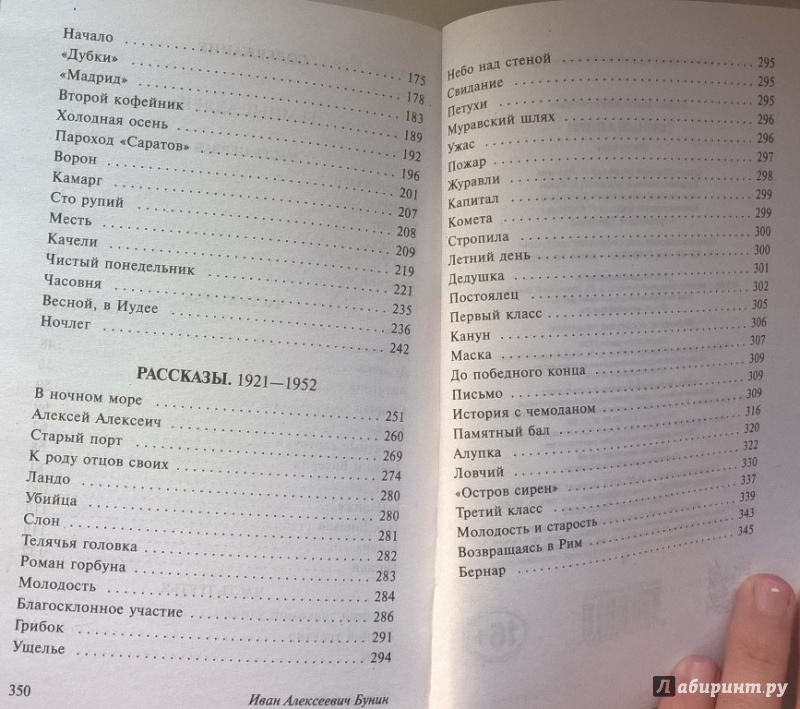 Начало 175
«Дубки» 178
«Мадрид» 183
Второй кофейник 189
Холодная осень 192
Пароход «Саратов» 196
Ворон 201
Камарг 207
Сто рупий 208
Месть 209
Качели 219
Чистый понедельник 221
Часовня 235
Весной, в Иудее 236
Ночлег 242
РАССКАЗЫ. 1921—1952
В ночном море 251
Алексей Алексеич 260
Старый порт 269
К роду отцов своих 274
Ландо 280
Убийца 280
Слон 281
Телячья головка 282
Роман горбуна 283
Молодость 284
Благосклонное участие 286
Грибок 291
Ущелье 294
350
Иван Алексеевич Бунин
Небо над стеной 295
Свидание 295
Петухи 295
Муравский шлях 296
Ужас 296
Пожар 297
Журавли 298
Капитал 299
Комета 299
Стропила 300
Летний день 300
Дедушка 301
Постоялец 302
Первый класс 305
Канун 306
Маска 307
До победного конца 309
Письмо 309
История с чемоданом 309
Памятный бал 316
Алупка 320
Ловчий 322
«Остров сирен» 330
Третий класс 337
Молодость и старость 339
Возвращаясь в Рим 343
Бернар 345
16+
Лабиринт.ру